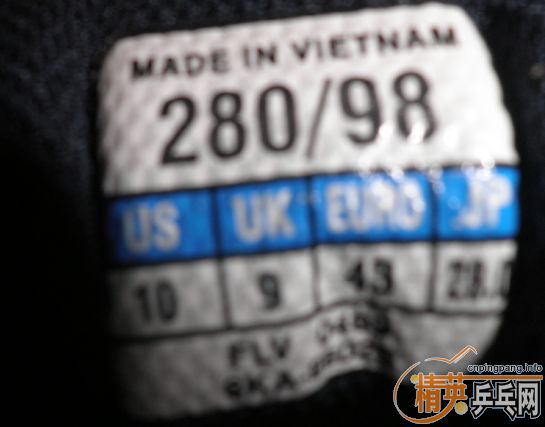 MADE IN VIETNAM
280/98
US UK EURO JP
10 9 43 28.0
FLV
cnpingpang.info
精英乒乓网